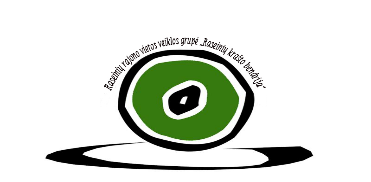 Raseinių rajono vietos veiklos grupė „Raseinių krašto bendrija“